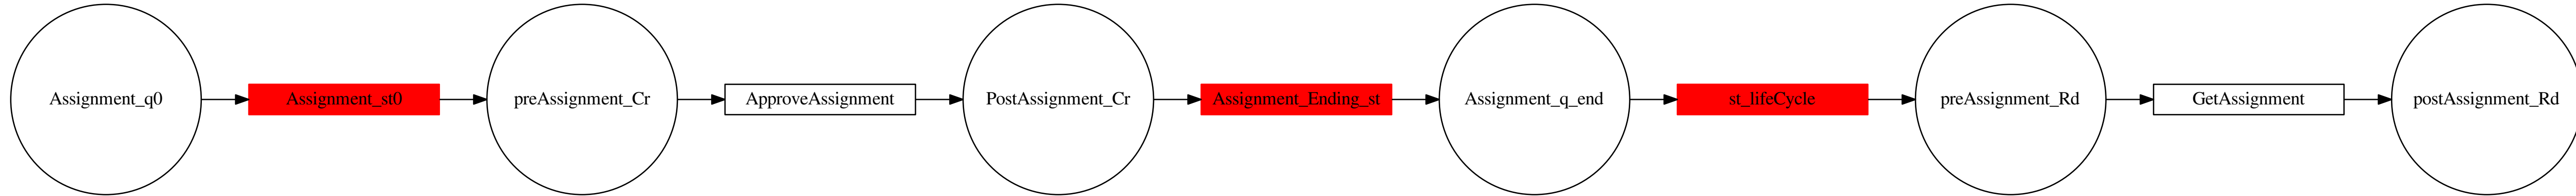 Assignment_q0
Assignment_st0
preAssignment_Cr
ApproveAssignment
PostAssignment_Cr
Assignment_Ending_st
Assignment_q_end
st_lifeCycle
preAssignment_Rd
GetAssignment
postAssignment_Rd